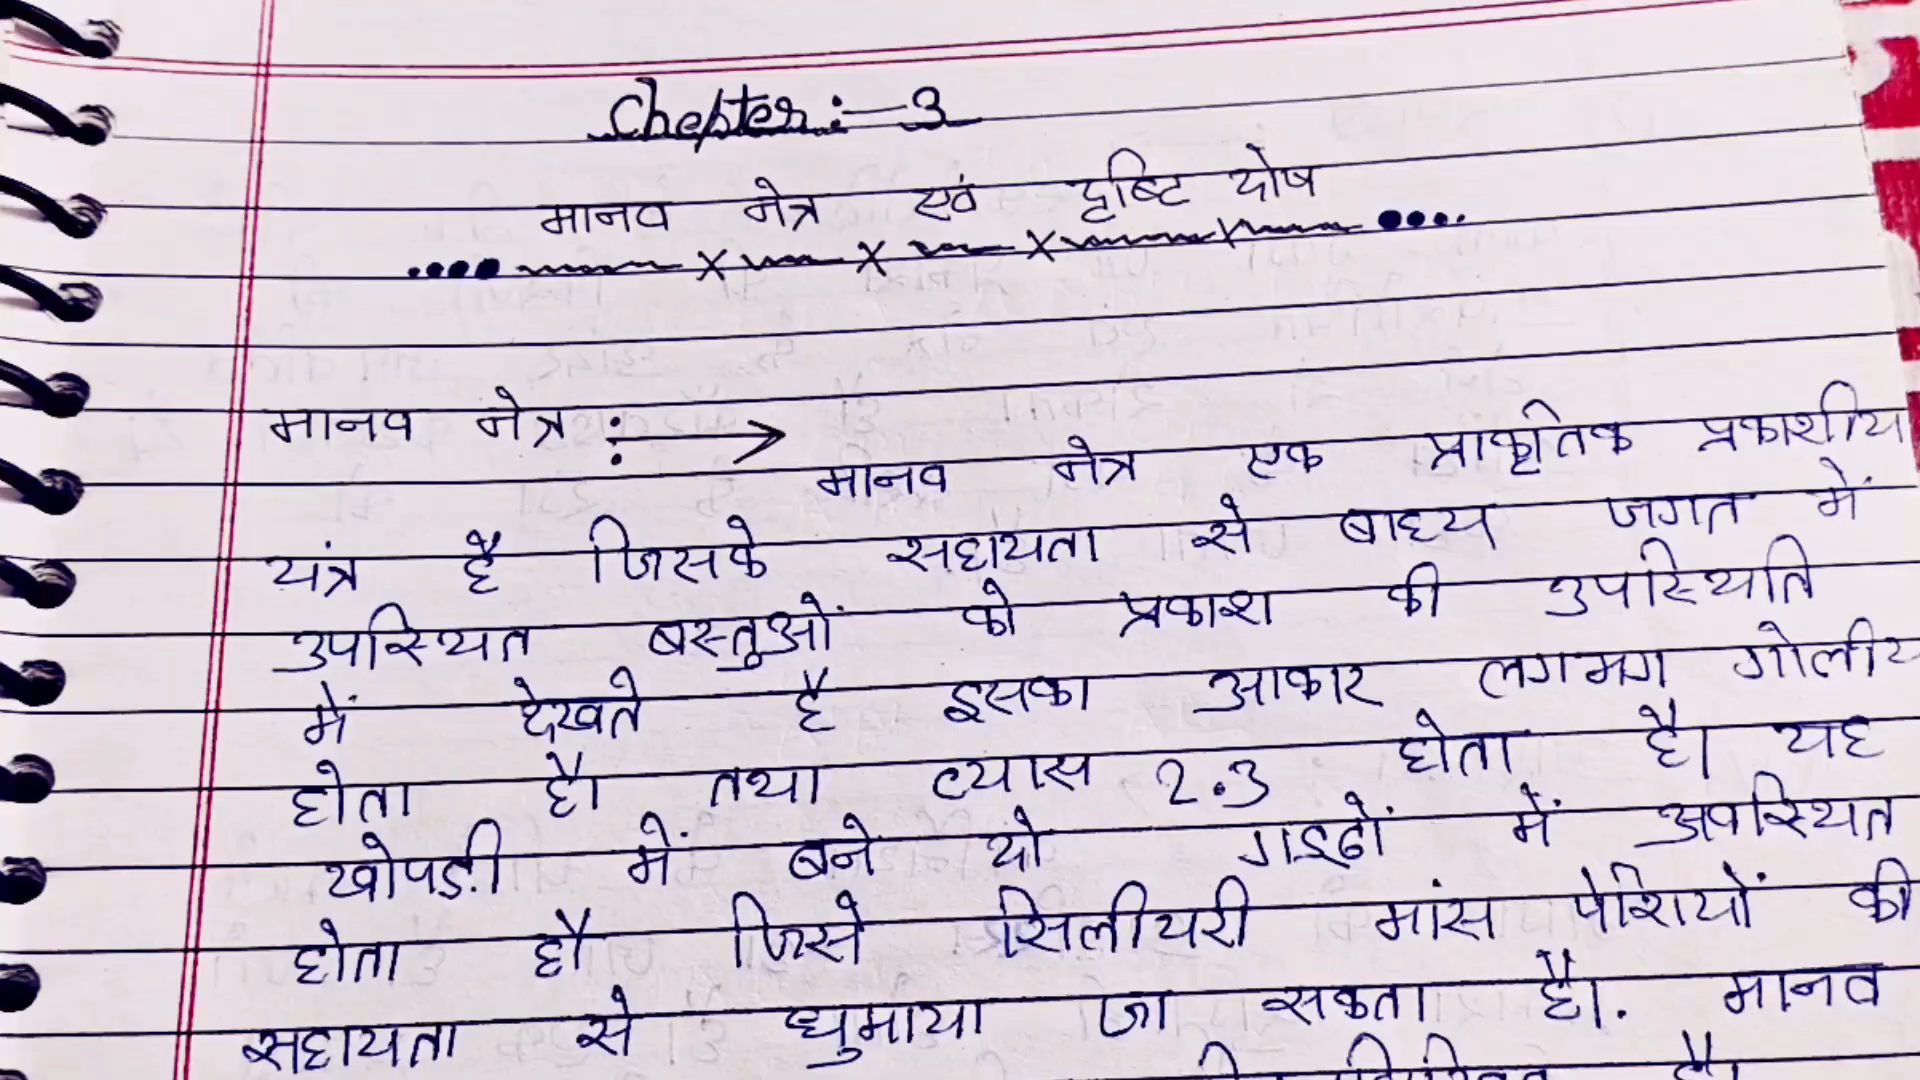 Chepter:- 3
मानव नेत्र एवं दृष्टि दोष
मानव नेत्र :→
मानव नेत्र एक प्राकृतिक प्रकाशीय
यंत्र है जिसके सहायता से बाह्य जगत में
उपस्थित बस्तुओं को प्रकाश की उपस्थिति
में देखते है इसका आकार लगभग गोलीय
होता है। तथा व्यास 2.3 होता है। यह
खोपड़ी में बने दो गड्ढों में अवस्थित
होता है। जिसे सिलीयरी मांस पेशियों की
सहायता से घुमाया जा सकता है।. मानव